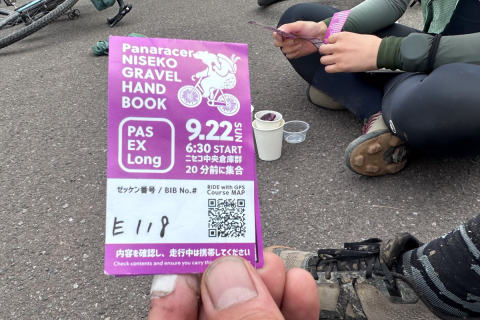 Panaracer
NISEKO
GRAVEL
HAND
BOOK
PAS
EX
Long
9.22 SUN
6:30 START
ニセコ中央倉庫群
20分前に集合
ゼッケン番号 / BIB No.#
E 118
RIDE with GPS
Course MAP
内容を確認し、走行中は携帯してください
Check contents and ensure you carry